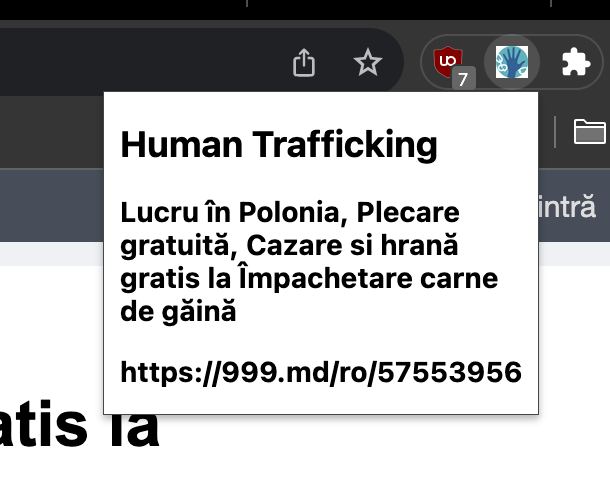 7
Human Trafficking
Lucru în Polonia, Plecare
gratuită, Cazare si hrană
gratis la Împachetare carne
de găină
https://999.md/ro/57553956
intră
atis la